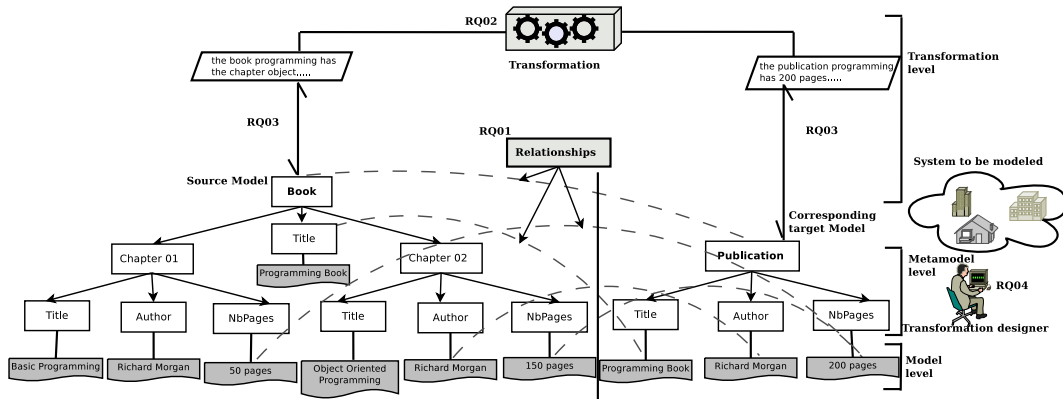 RQ02
the book programming has
the chapter object.....
Transformation
the publication programming
has 200 pages.....
Transformation
level
RQ03
RQ01
Relationships
RQ03
System to be modeled
Source Model
Book
Title
Programming Book
Chapter 01
Chapter 02
Corresponding
target Model
Publication
Metamodel
level
RQ04
Transformation designer
Title
Author
NbPages
Title
Author
NbPages
Title
Author
NbPages
Basic Programming
Richard Morgan
50 pages
Object Oriented
Programming
Richard Morgan
150 pages
Programming Book
Richard Morgan
200 pages
Model
level